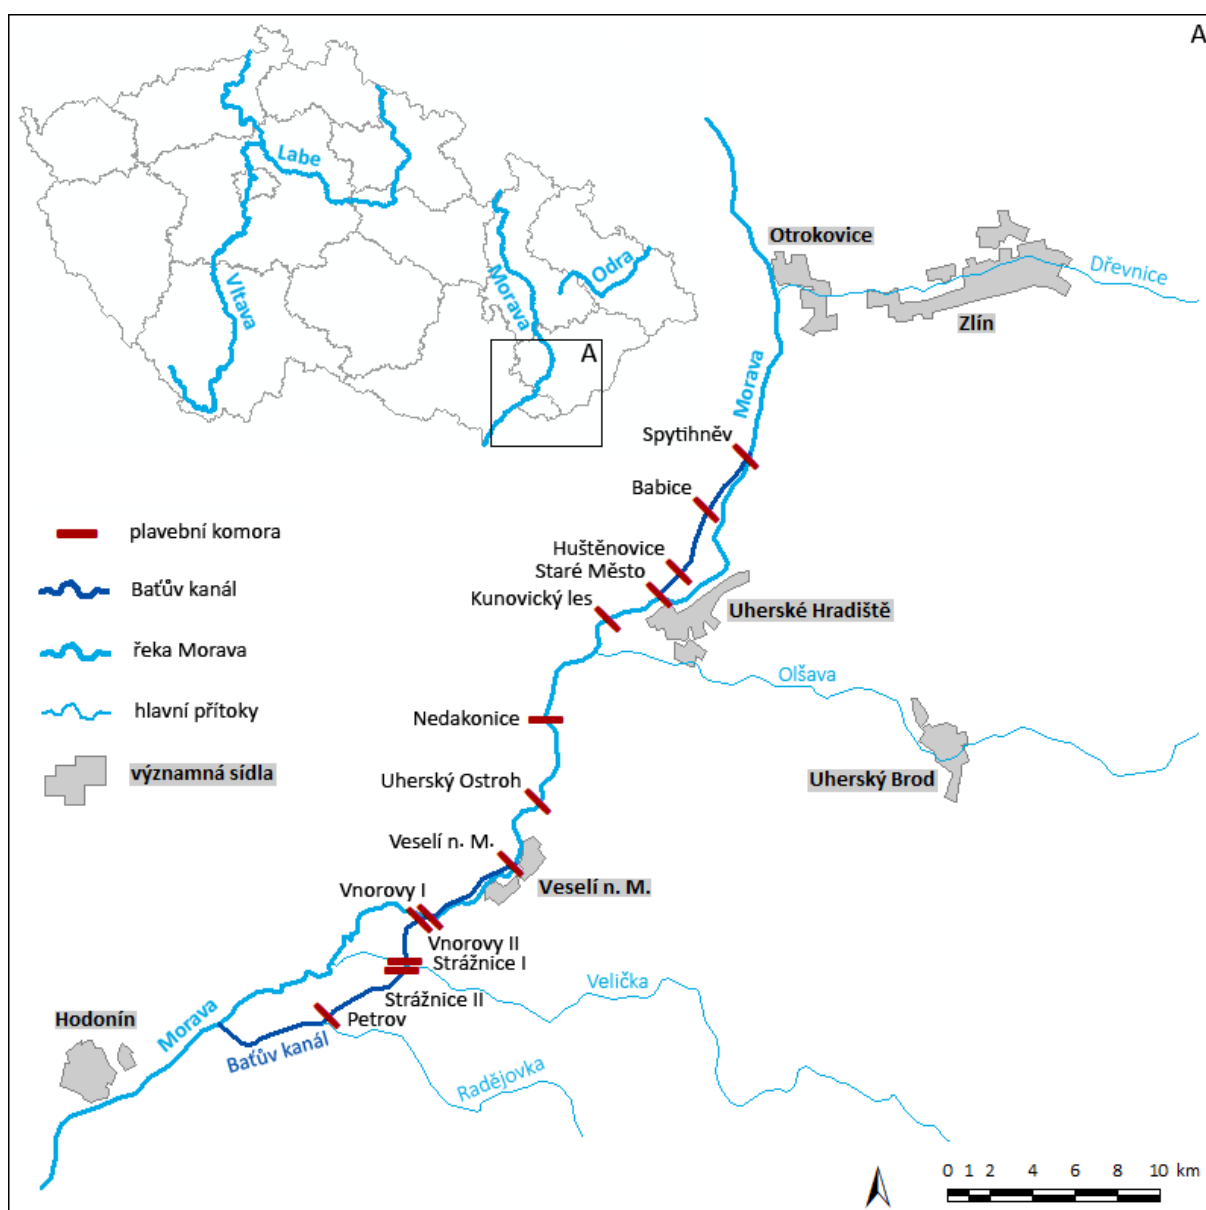 A
Labe
Vltava
Morava
Odra
A
Otrokovice
Dřevnice
Zlín
Morava
Spytihněv
Babice
Huštěnovice
Staré Město
Kunovický les
Uherské Hradiště
Olšava
Nedakonice
Uherský Ostroh
Uherský Brod
Veselí n. M.
Veselí n. M.
Vnorovy I
Vnorovy II
Strážnice I
Strážnice II
Petrov
Velička
Morava
Hodonín
Baťův kanál
Radějovka
plavební komora
Baťův kanál
řeka Morava
hlavní přítoky
významná sídla
0 1 2 4 6 8 10 km